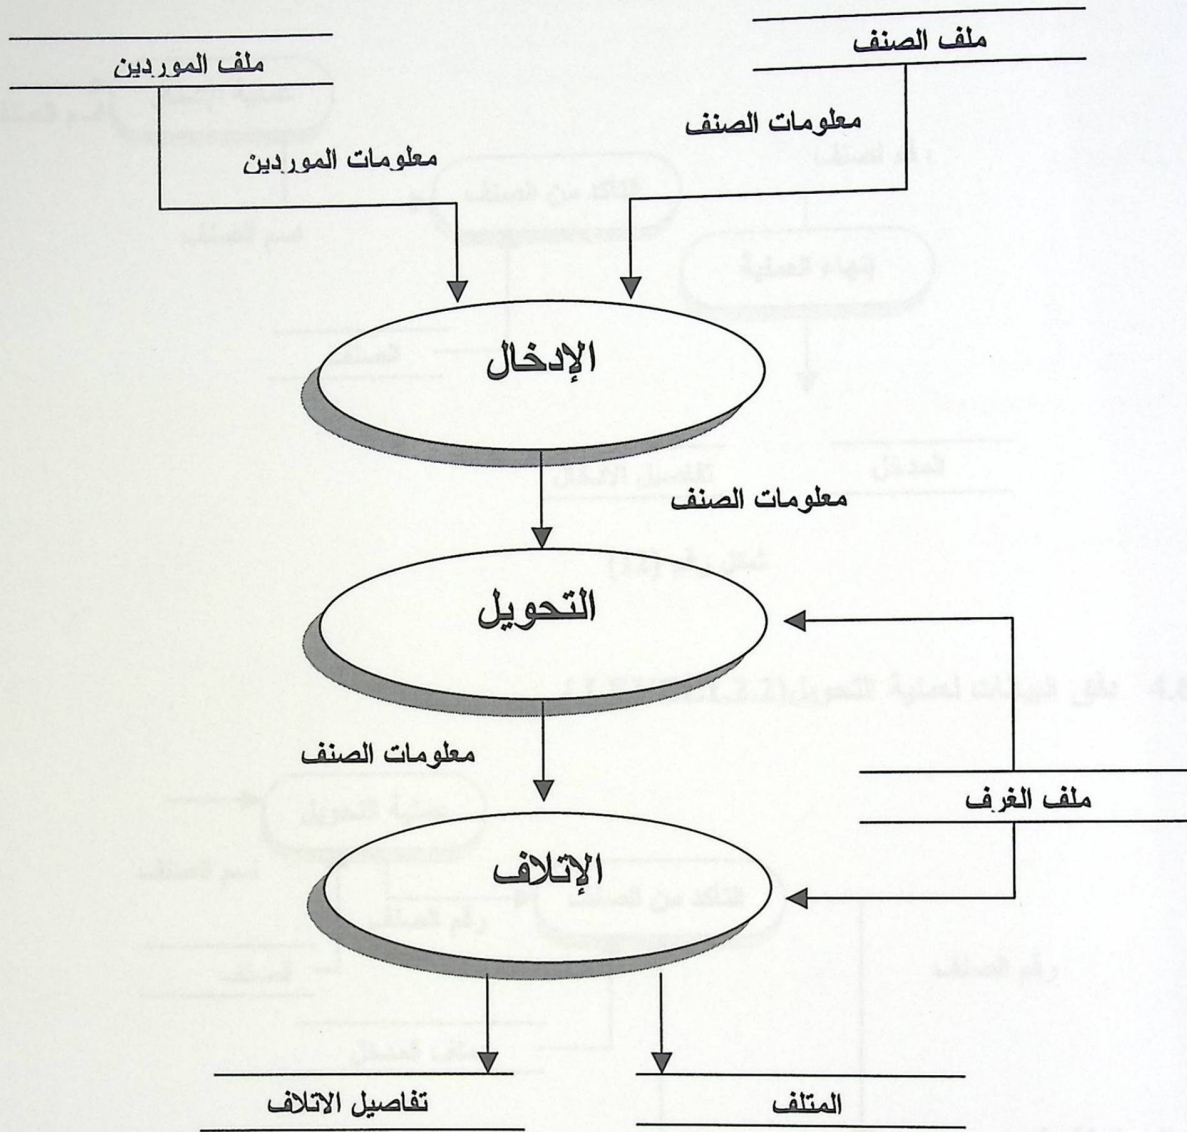 ملف الصنف
ملف الموردين
معلومات الصنف
معلومات الموردين
الإدخال
معلومات الصنف
التحويل
معلومات الصنف
ملف الغرف
الإتلاف
المتلف
تفاصيل الاتلاف